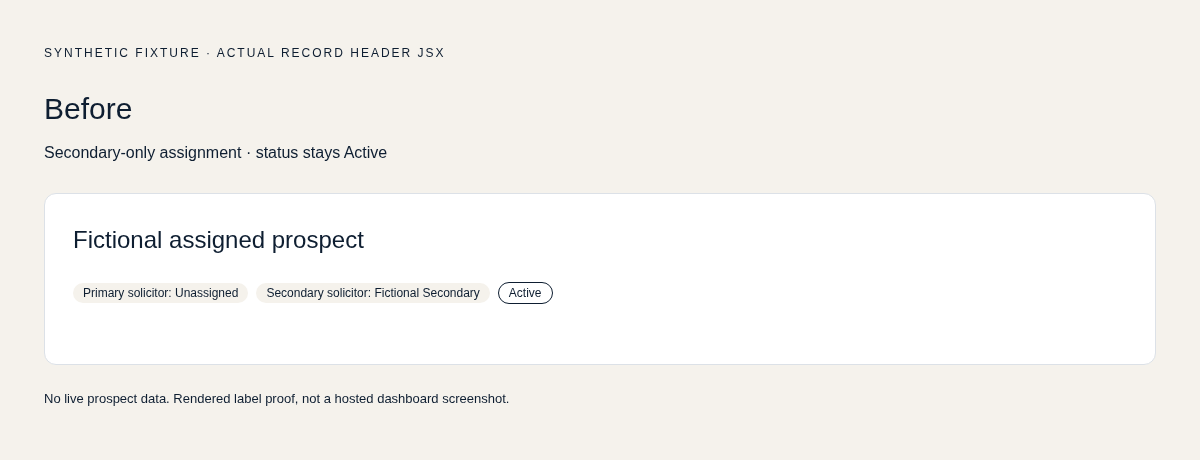 SYNTHETIC FIXTURE · ACTUAL RECORD HEADER JSX
Before
Secondary-only assignment · status stays Active
Fictional assigned prospect
Primary solicitor: Unassigned Secondary solicitor: Fictional Secondary Active
No live prospect data. Rendered label proof, not a hosted dashboard screenshot.